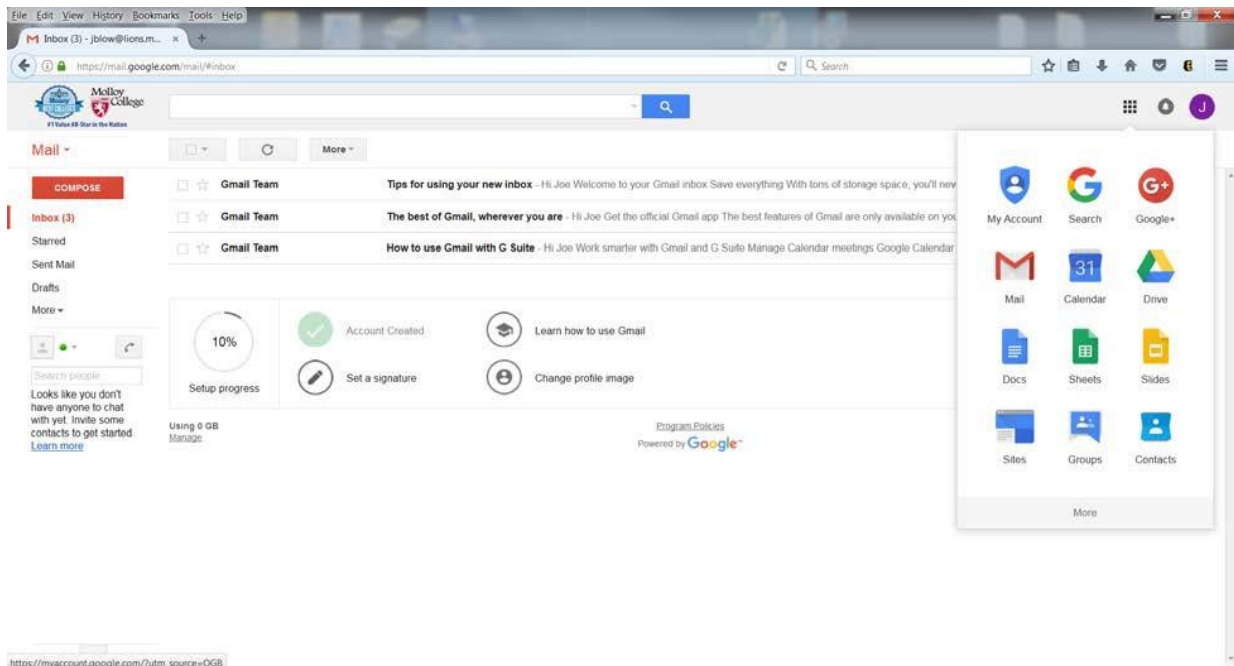 File Edit View History Bookmarks Tools Help
Inbox (3) - jblow@lions.m... × +
https://mail.google.com/mail/#inbox Search
Molloy College
#1 Value All-Star in the Nation
Mail
More
COMPOSE
Inbox (3)
Starred
Sent Mail
Drafts
More
Search people
Looks like you don't
have anyone to chat
with yet. Invite some
contacts to get started.
Learn more
Gmail Team Tips for using your new inbox - Hi Joe Welcome to your Gmail inbox Save everything With tons of storage space, you'll nev
Gmail Team The best of Gmail, wherever you are - Hi Joe Get the official Gmail app The best features of Gmail are only available on you
Gmail Team How to use Gmail with G Suite - Hi Joe Work smarter with Gmail and G Suite Manage Calendar meetings Google Calendar
10%
Setup progress
Account Created
Learn how to use Gmail
Set a signature
Change profile image
Using 0 GB
Manage
Program Policies
Powered by Google
J
G G+
My Account Search Google+
31
Mail Calendar Drive
Docs Sheets Slides
Sites Groups Contacts
More
https://myaccount.google.com/?utm_source=OGB